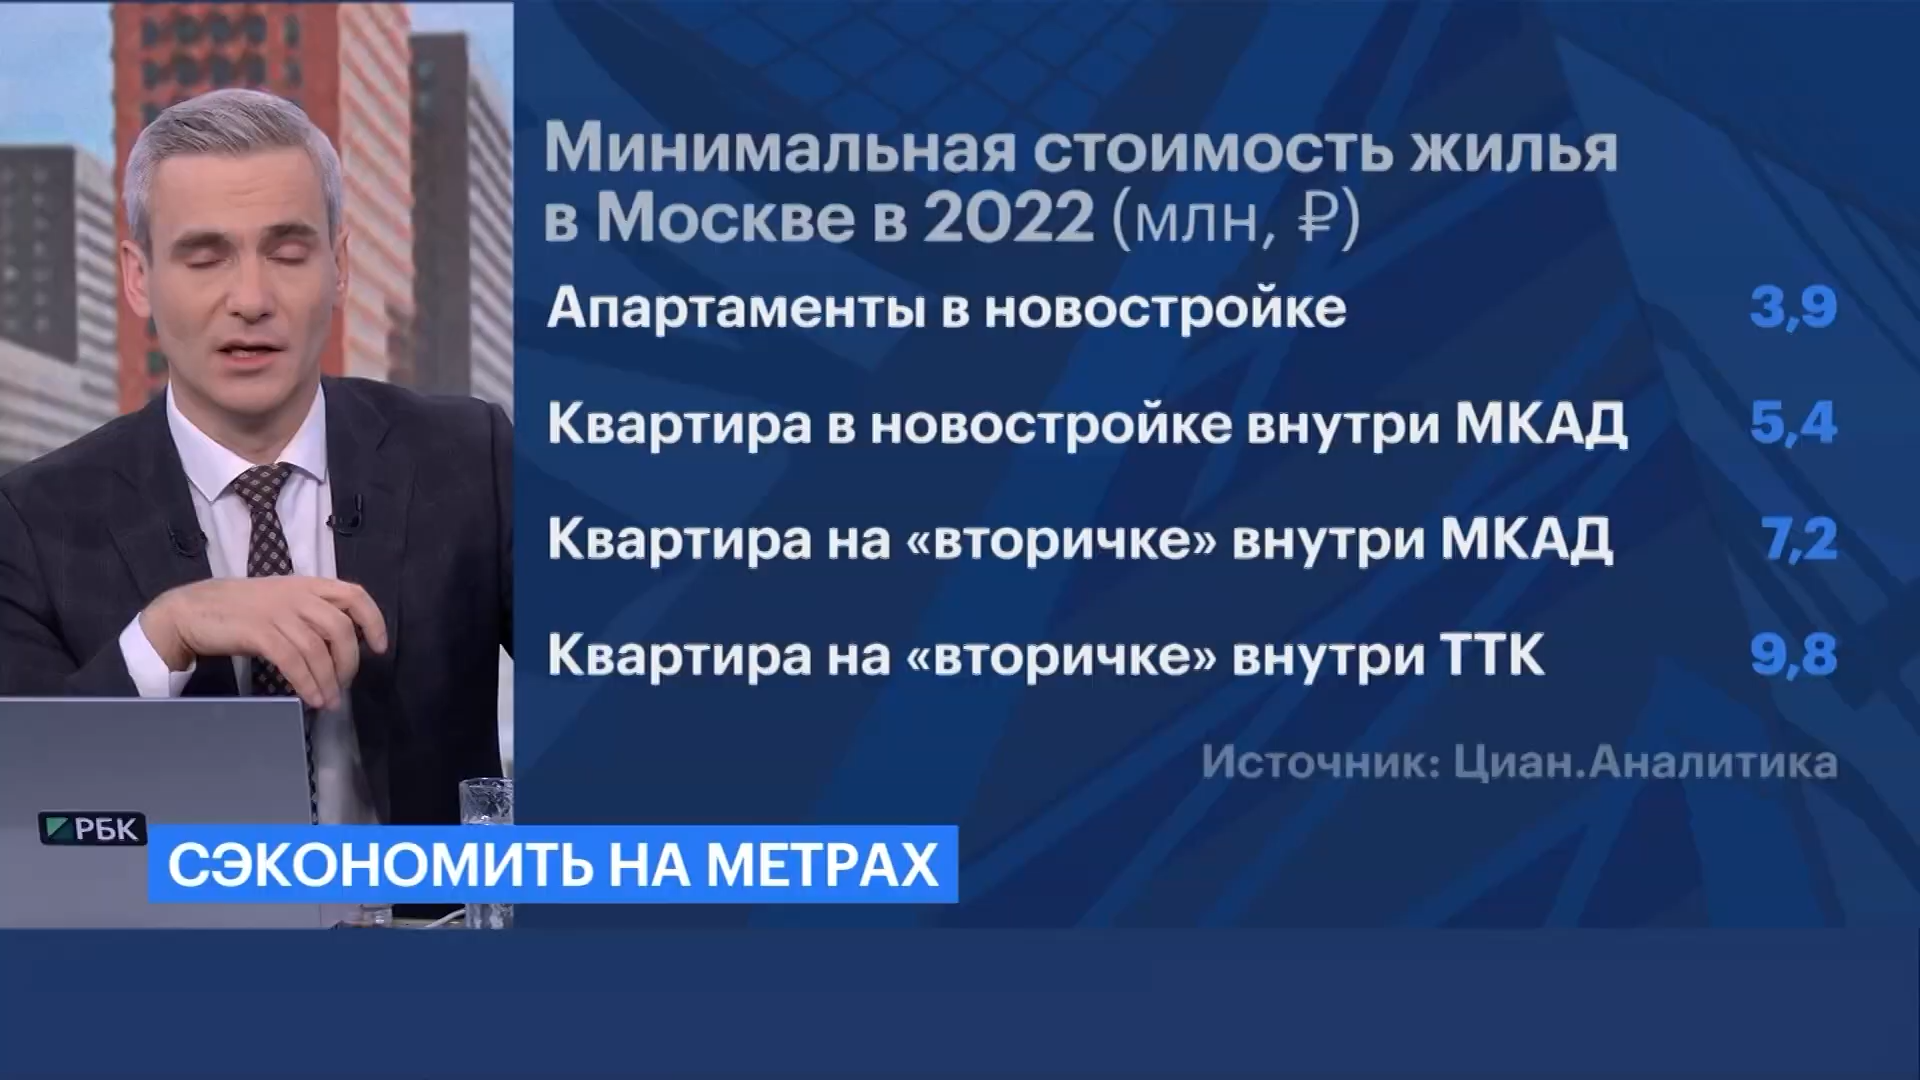 Минимальная стоимость жилья
в Москве в 2022 (млн, ₽)
Апартаменты в новостройке 3,9
Квартира в новостройке внутри МКАД 5,4
Квартира на «вторичке» внутри МКАД 7,2
Квартира на «вторичке» внутри ТТК 9,8
Источник: Циан.Аналитика
РБК
СЭКОНОМИТЬ НА МЕТРАХ